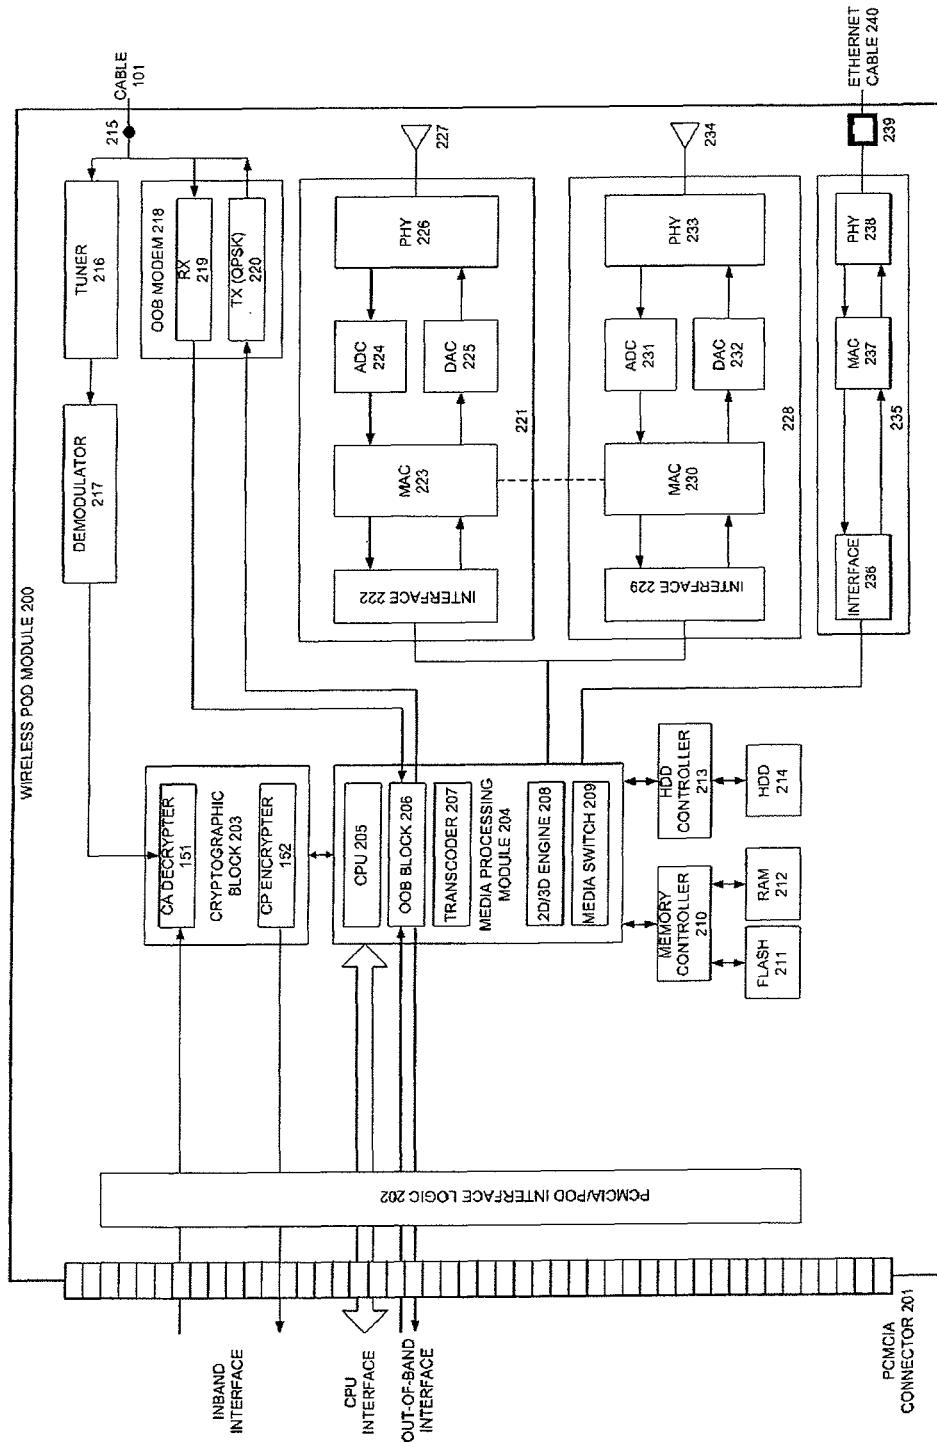 WIRELESS POD MODULE 200
CABLE
101
215
TUNER
216
DEMODULATOR
217
OOB MODEM 218
RX
219
TX (QPSK)
220
CA DECRYPTER
151
CRYPTOGRAPHIC
BLOCK 203
CP ENCRYPTER
152
INBAND
INTERFACE
CPU
INTERFACE
OUT-OF-BAND
INTERFACE
PCMCIA
CONNECTOR 201
PCMCIA/POD INTERFACE LOGIC 202
CPU 205
OOB BLOCK 206
TRANSCODER 207
MEDIA PROCESSING
MODULE 204
2D/3D ENGINE 208
MEDIA SWITCH 209
MEMORY
CONTROLLER
210
FLASH
211
RAM
212
HDD
CONTROLLER
213
HDD
214
INTERFACE 222
MAC
223
ADC
224
DAC
225
PHY
226
227
221
INTERFACE 229
MAC
230
ADC
231
DAC
232
PHY
233
234
228
INTERFACE
236
MAC
237
PHY
238
235
239
ETHERNET
CABLE 240